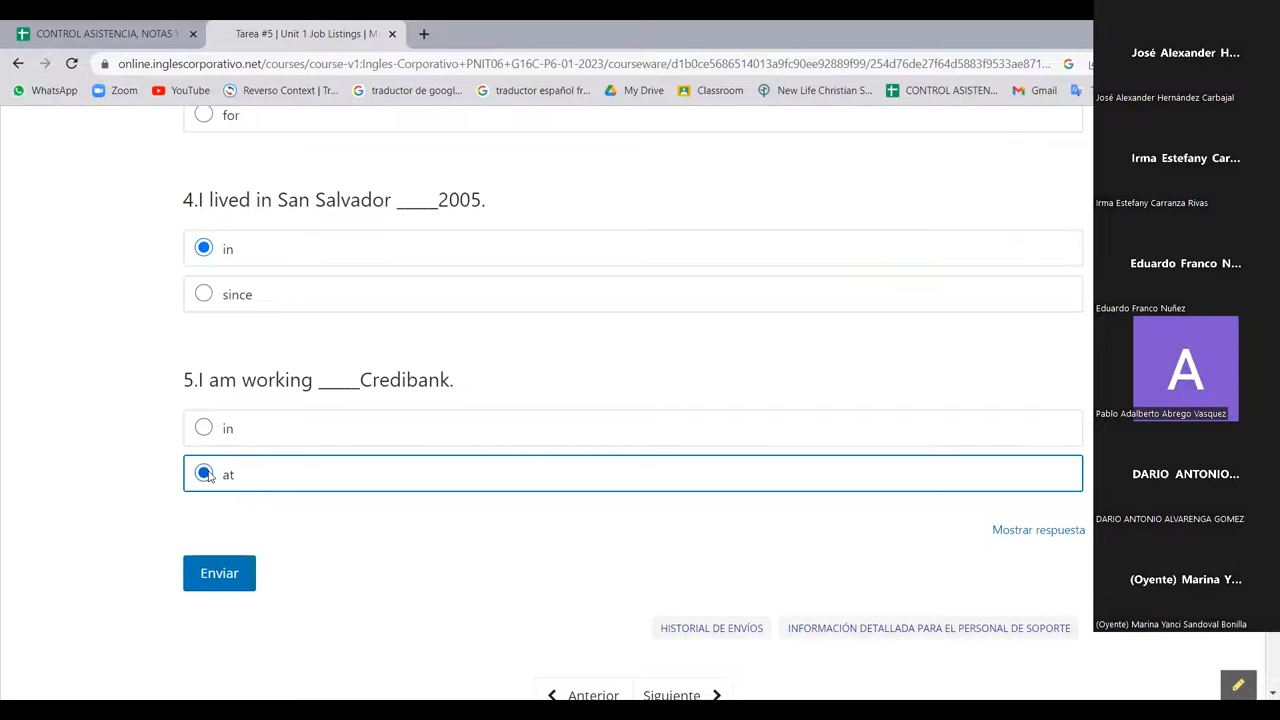 CONTROL ASISTENCIA, NOTAS Y
Tarea #5 | Unit 1 Job Listings | M
online.inglescorporativo.net/courses/course-v1:Ingles-Corporativo+PNIT06+G16C-P6-01-2023/courseware/d1b0ce5686514013a9fc90ee92889f99/254d76de27f64d5883f9533ae871...
WhatsApp
Zoom
YouTube
Reverso Context | Tr...
traductor de googl...
traductor español fr...
My Drive
Classroom
New Life Christian S...
CONTROL ASISTEN...
Gmail
for
4.I lived in San Salvador _____2005.
in
since
5.I am working _____Credibank.
in
at
Mostrar respuesta
Enviar
HISTORIAL DE ENVÍOS
INFORMACIÓN DETALLADA PARA EL PERSONAL DE SOPORTE
Anterior
Siguiente
José Alexander H...
José Alexander Hernández Carbajal
Irma Estefany Car...
Irma Estefany Carranza Rivas
Eduardo Franco N...
Eduardo Franco Nuñez
A
Pablo Adalberto Abrego Vasquez
DARIO ANTONIO...
DARIO ANTONIO ALVARENGA GOMEZ
(Oyente) Marina Y...
(Oyente) Marina Yanci Sandoval Bonilla